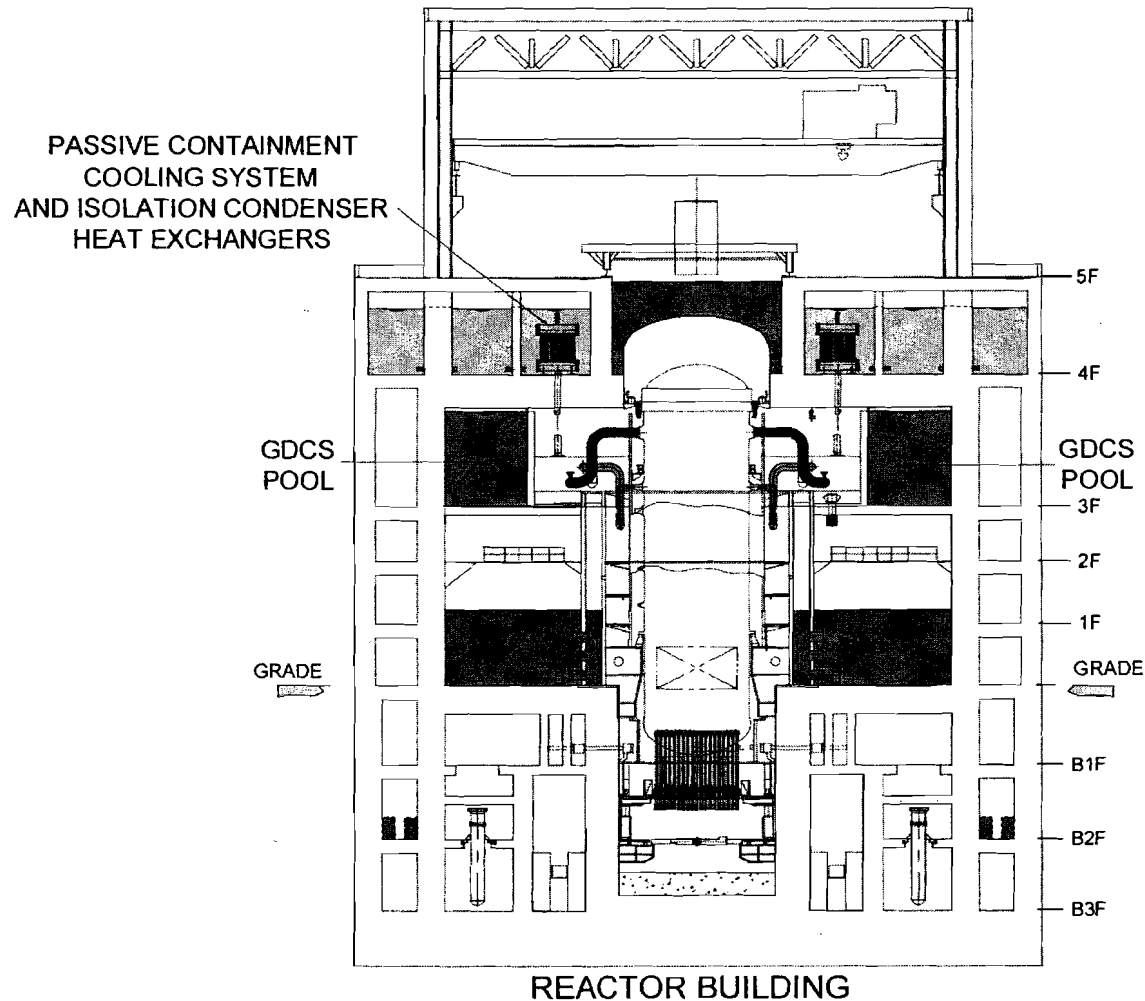 PASSIVE CONTAINMENT
COOLING SYSTEM
AND ISOLATION CONDENSER
HEAT EXCHANGERS
5F
4F
GDCS
POOL
GDCS
POOL
3F
2F
1F
GRADE
GRADE
B1F
B2F
B3F
REACTOR BUILDING